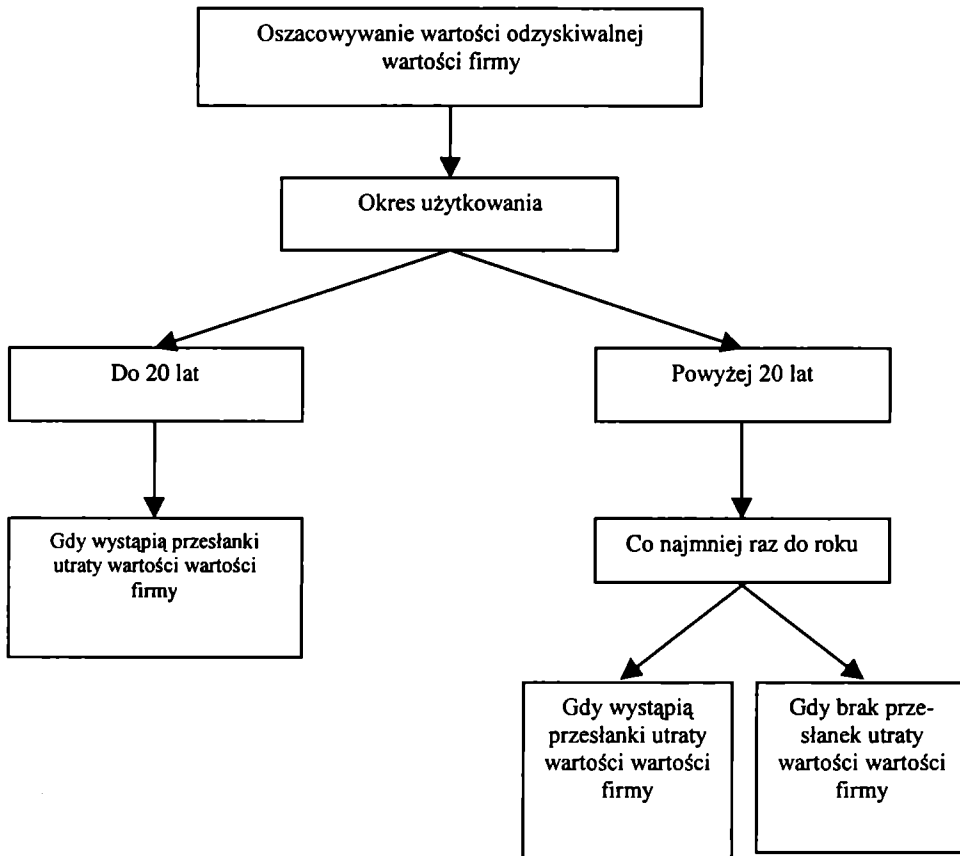 Oszacowywanie wartości odzyskiwalnej
wartości firmy
Okres użytkowania
Do 20 lat
Powyżej 20 lat
Gdy wystąpią przesłanki
utraty wartości wartości
firmy
Co najmniej raz do roku
Gdy wystąpią
przesłanki utraty
wartości wartości
firmy
Gdy brak prze-
słanek utraty
wartości wartości
firmy